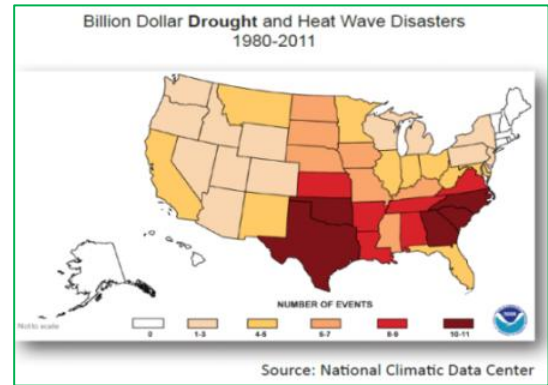 Billion Dollar Drought and Heat Wave Disasters
1980-2011
NUMBER OF EVENTS
Not to scale
0 1-3 4-5 6-7 8-9 10-11
NOAA
Source: National Climatic Data Center